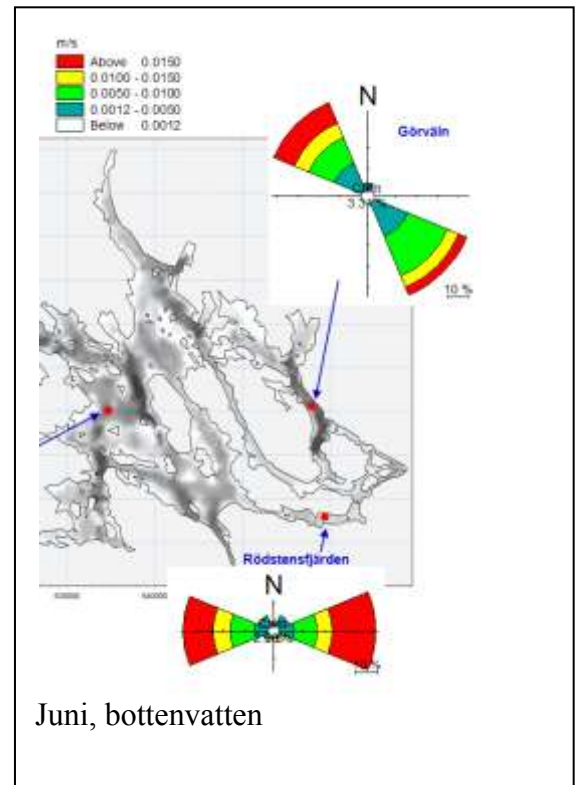 m/s
Above 0.0150
0.0100 - 0.0150
0.0050 - 0.0100
0.0012 - 0.0050
Below 0.0012
N
Görväln
10 %
Rödstensfjärden
N
Juni, bottenvatten